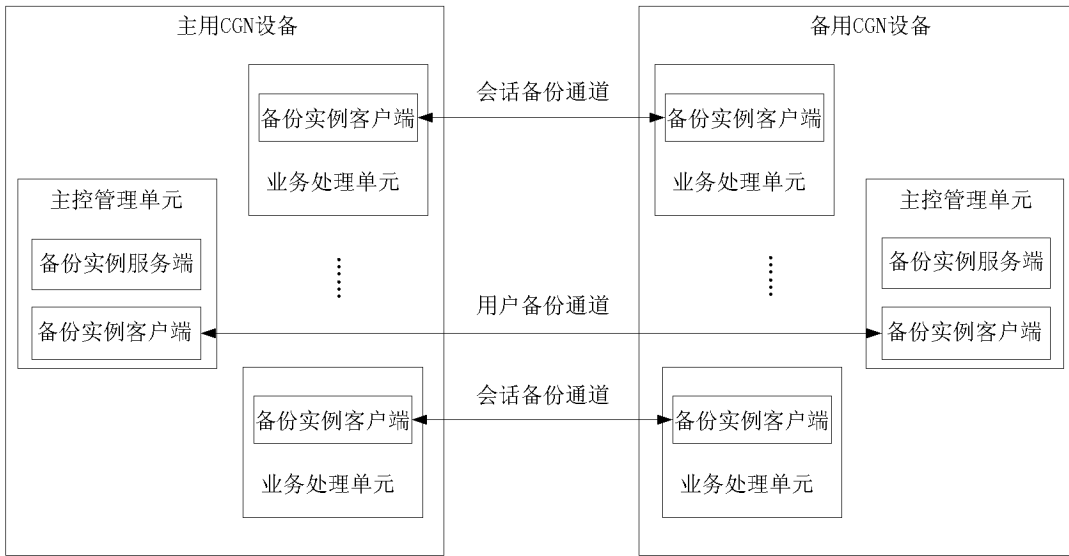 主用CGN设备
备用CGN设备
备份实例客户端
会话备份通道
备份实例客户端
业务处理单元
业务处理单元
主控管理单元
主控管理单元
备份实例服务端
备份实例服务端
备份实例客户端
用户备份通道
备份实例客户端
备份实例客户端
会话备份通道
备份实例客户端
业务处理单元
业务处理单元